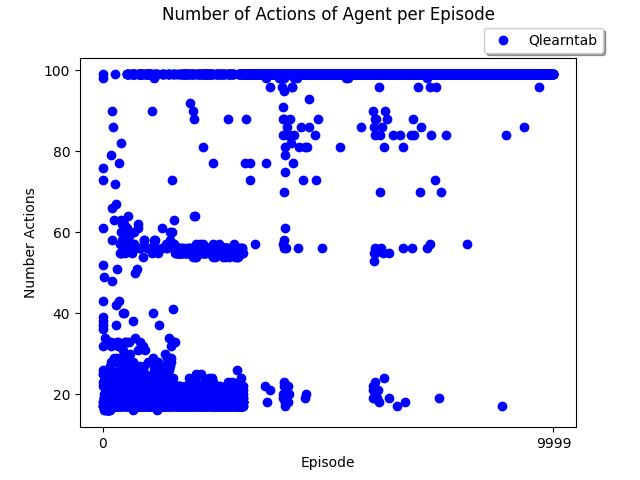 Number of Actions of Agent per Episode
Qlearntab
100
80
60
40
20
Number Actions
0
9999
Episode